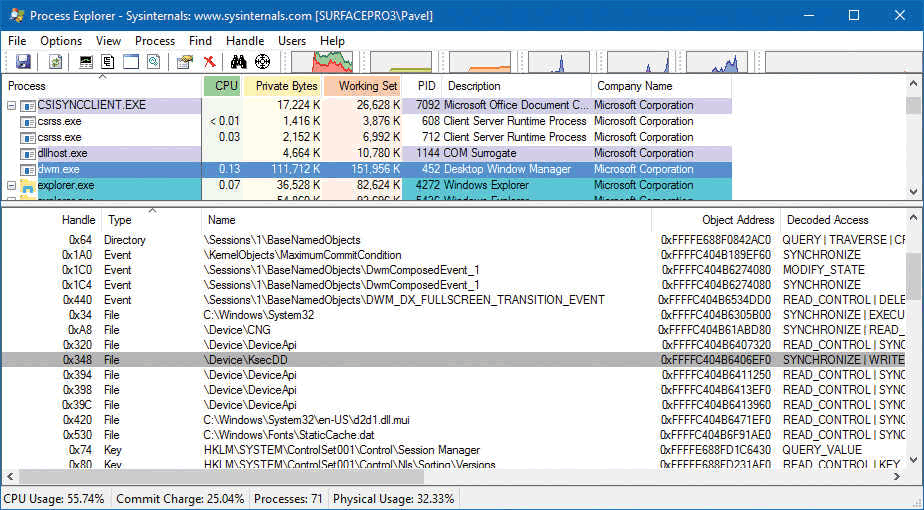 Process Explorer - Sysinternals: www.sysinternals.com [SURFACEPRO3\Pavel]
File Options View Process Find Handle Users Help
Process CPU Private Bytes Working Set PID Description Company Name
CSISYNCCLIENT.EXE 17,224 K 26,628 K 7092 Microsoft Office Document C... Microsoft Corporation
csrss.exe < 0.01 1,416 K 3,876 K 608 Client Server Runtime Process Microsoft Corporation
csrss.exe 0.03 2,152 K 6,992 K 712 Client Server Runtime Process Microsoft Corporation
dllhost.exe 4,664 K 10,780 K 1144 COM Surrogate Microsoft Corporation
dwm.exe 0.13 111,712 K 151,956 K 452 Desktop Window Manager Microsoft Corporation
explorer.exe 0.07 36,528 K 82,624 K 4272 Windows Explorer Microsoft Corporation
Handle Type Name Object Address Decoded Access
0x64 Directory \Sessions\1\BaseNamedObjects 0xFFFFE688F0842AC0 QUERY | TRAVERSE | CF
0x1A0 Event \KernelObjects\MaximumCommitCondition 0xFFFFC404B189EF60 SYNCHRONIZE
0x1C0 Event \Sessions\1\BaseNamedObjects\DwmComposedEvent_1 0xFFFFC404B6274080 MODIFY_STATE
0x1C4 Event \Sessions\1\BaseNamedObjects\DwmComposedEvent_1 0xFFFFC404B6274080 SYNCHRONIZE
0x440 Event \Sessions\1\BaseNamedObjects\DWM_DX_FULLSCREEN_TRANSITION_EVENT 0xFFFFC404B6534DD0 READ_CONTROL | DELE
0x34 File C:\Windows\System32 0xFFFFC404B6305B00 SYNCHRONIZE | EXECU
0xA8 File \Device\CNG 0xFFFFC404B61ABD80 SYNCHRONIZE | READ_
0x320 File \Device\DeviceApi 0xFFFFC404B6407320 READ_CONTROL | SYNC
0x348 File \Device\KsecDD 0xFFFFC404B6406EF0 SYNCHRONIZE | WRITE
0x394 File \Device\DeviceApi 0xFFFFC404B6411250 READ_CONTROL | SYNC
0x398 File \Device\DeviceApi 0xFFFFC404B6413EF0 READ_CONTROL | SYNC
0x39C File \Device\DeviceApi 0xFFFFC404B6413960 READ_CONTROL | SYNC
0x420 File C:\Windows\System32\en-US\d2d1.dll.mui 0xFFFFC404B6471EF0 READ_CONTROL | SYNC
0x530 File C:\Windows\Fonts\StaticCache.dat 0xFFFFC404B6F91AE0 READ_CONTROL | SYNC
0x74 Key HKLM\SYSTEM\ControlSet001\Control\Session Manager 0xFFFFE688FD1C6430 QUERY_VALUE
0x80 Key HKLM\SYSTEM\ControlSet001\Control\Nls\Sorting\Versions 0xFFFFE688FD231AF0 READ_CONTROL | KEY
CPU Usage: 55.74% Commit Charge: 25.04% Processes: 71 Physical Usage: 32.33%